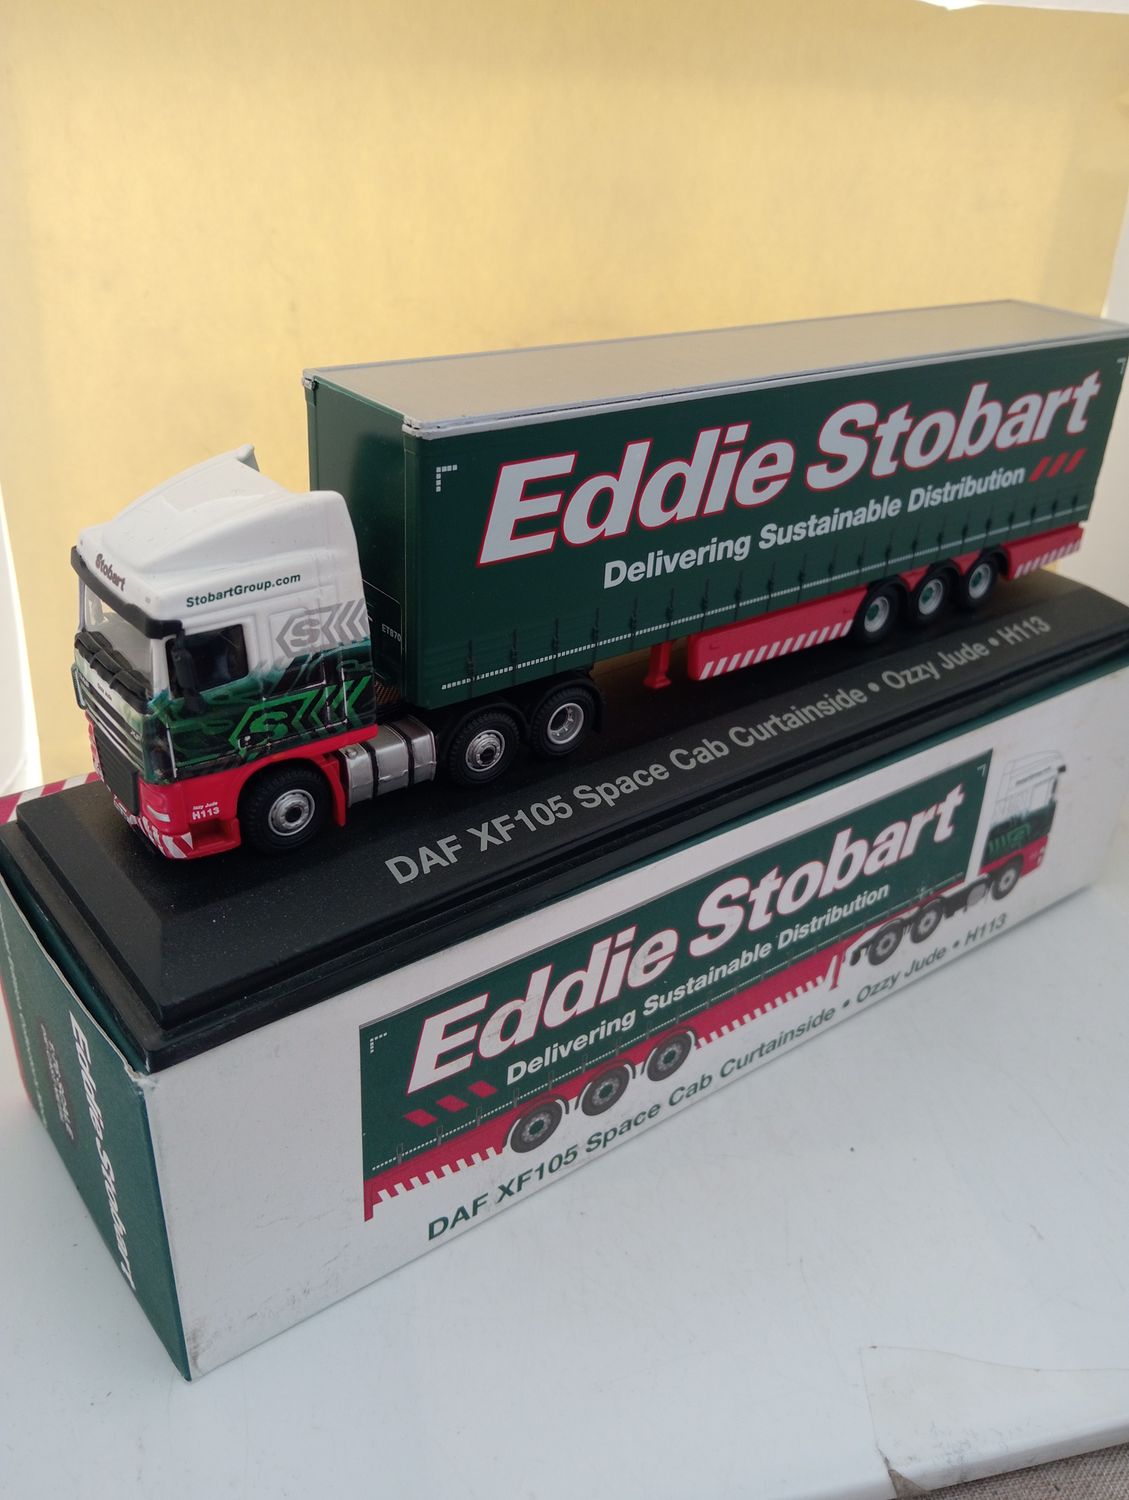 Eddie Stobart
Delivering Sustainable Distribution
Stobart
StobartGroup.com
S
S
ET870
H113
DAF XF105 Space Cab Curtainside • Ozzy Jude • H113
Eddie Stobart
Delivering Sustainable Distribution
DAF XF105 Space Cab Curtainside • Ozzy Jude • H113
Eddie Stobart